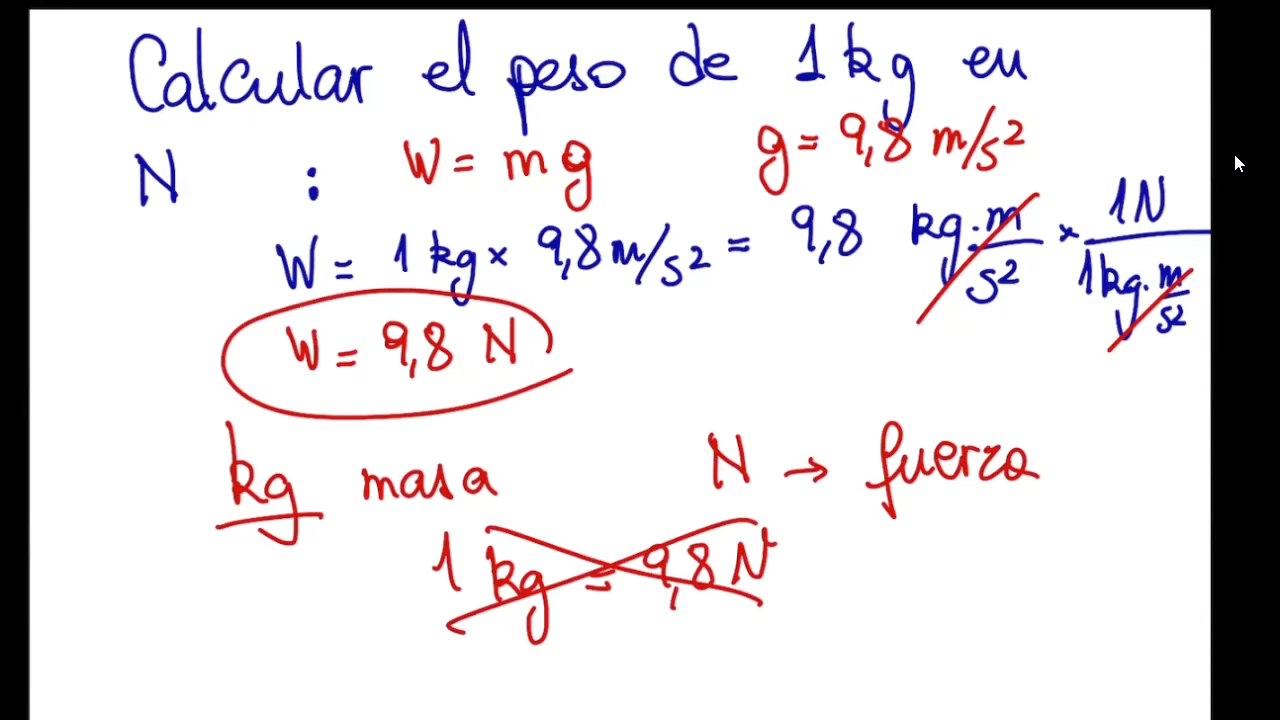 Calcular el peso de 1 kg en
N : W = mg g = 9,8 m/s²
W = 1 kg × 9,8 m/s² = 9,8 kg·m/s² × 1N/1kg·m/s²
W = 9,8 N
kg masa N → fuerza
1 kg = 9,8 N